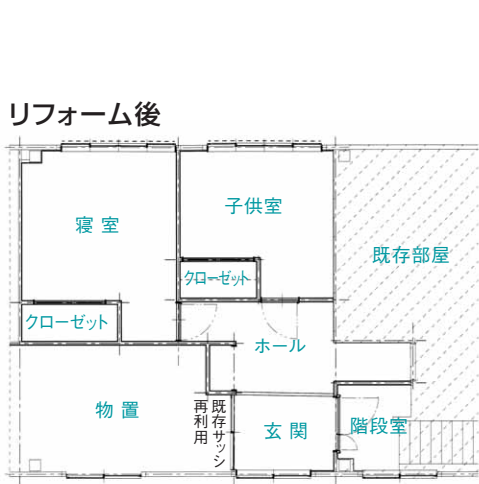 リフォーム後
子供室
寝室
既存部屋
クローゼット
クローゼット
ホール
物置
既存サッシ
再利用
玄関
階段室